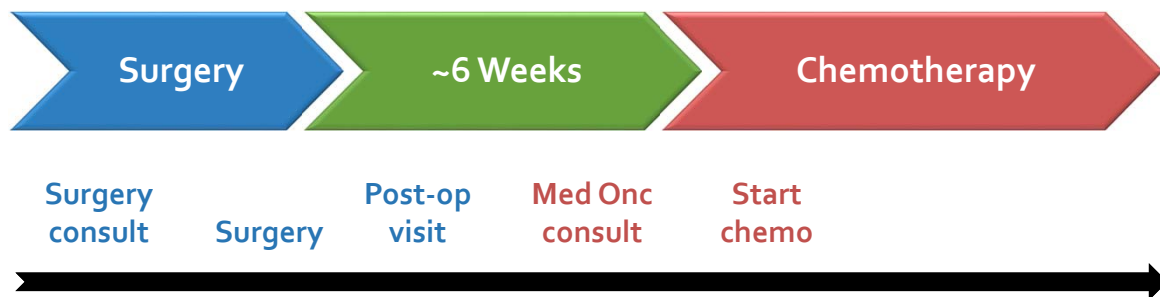 Surgery
~6 Weeks
Chemotherapy
Surgery
consult
Surgery
Post-op
visit
Med Onc
consult
Start
chemo